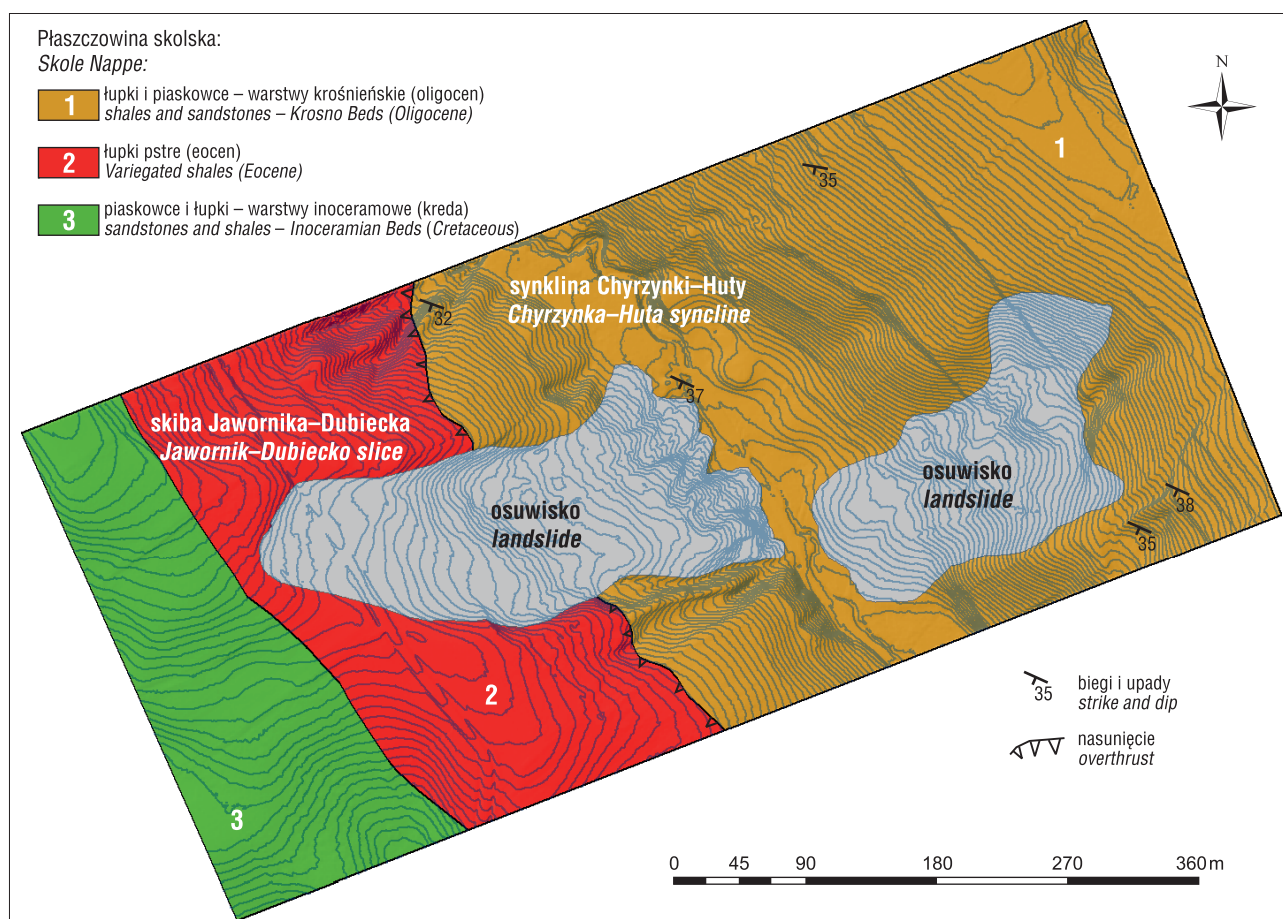 Płaszczowina skolska:
Skole Nappe:
1
łupki i piaskowce – warstwy krośnieńskie (oligocen)
shales and sandstones – Krosno Beds (Oligocene)
2
łupki pstre (eocen)
Variegated shales (Eocene)
3
piaskowce i łupki – warstwy inoceramowe (kreda)
sandstones and shales – Inoceramian Beds (Cretaceous)
N
1
35
synklina Chyrzynki–Huty
Chyrzynka–Huta syncline
32
37
skiba Jawornika–Dubiecka
Jawornik–Dubiecko slice
osuwisko
landslide
osuwisko
landslide
38
35
2
3
35
biegi i upady
strike and dip
nasunięcie
overthrust
0 45 90 180 270 360 m